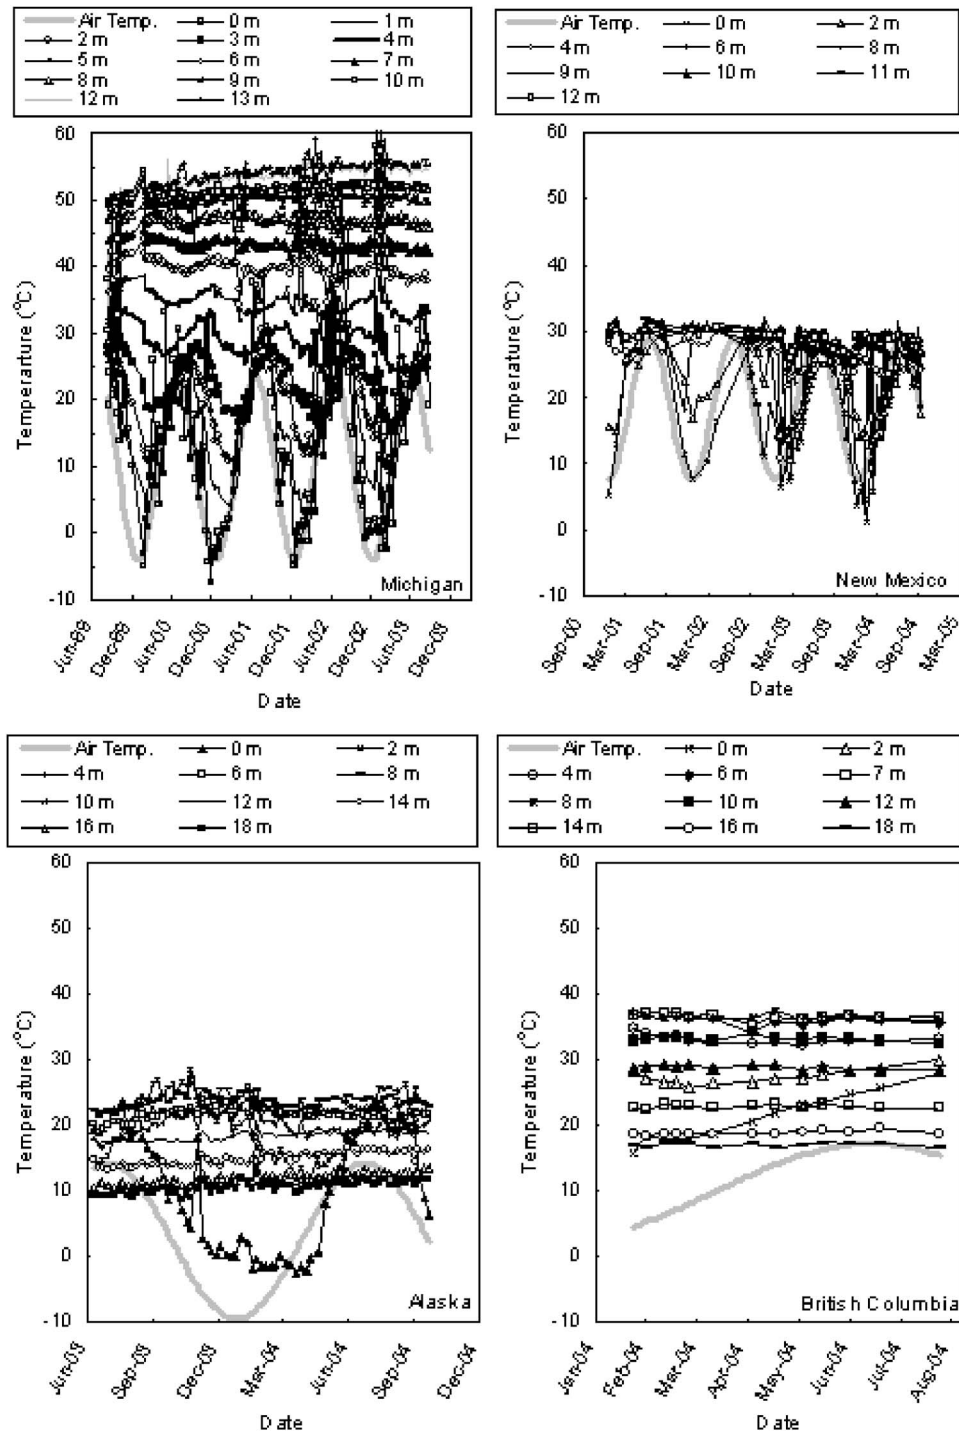 Air Temp. 0 m 1 m
2 m 3 m 4 m
5 m 6 m 7 m
8 m 9 m 10 m
12 m 13 m
60
50
40
30
20
10
0
-10
Temperarture (°C)
Michigan
Jun-99 Dec-99 Jun-00 Dec-00 Jun-01 Dec-01 Jun-02 Dec-02 Jun-03 Dec-03
Date
Air Temp. 0 m 2 m
4 m 6 m 8 m
9 m 10 m 11 m
12 m
60
50
40
30
20
10
0
-10
Temperature (°C)
New Mexico
Sep-00 Mar-01 Sep-01 Mar-02 Sep-02 Mar-03 Sep-03 Mar-04 Sep-04 Mar-05
Date
Air Temp. 0 m 2 m
4 m 6 m 8 m
10 m 12 m 14 m
16 m 18 m
60
50
40
30
20
10
0
-10
Temperature (°C)
Alaska
Jun-03 Sep-03 Dec-03 Mar-04 Jun-04 Sep-04 Dec-04
Date
Air Temp. 0 m 2 m
4 m 6 m 7 m
8 m 10 m 12 m
14 m 16 m 18 m
60
50
40
30
20
10
0
-10
Temperature (°C)
British Columbia
Jan-04 Feb-04 Mar-04 Apr-04 May-04 Jun-04 Jul-04 Aug-04
Date